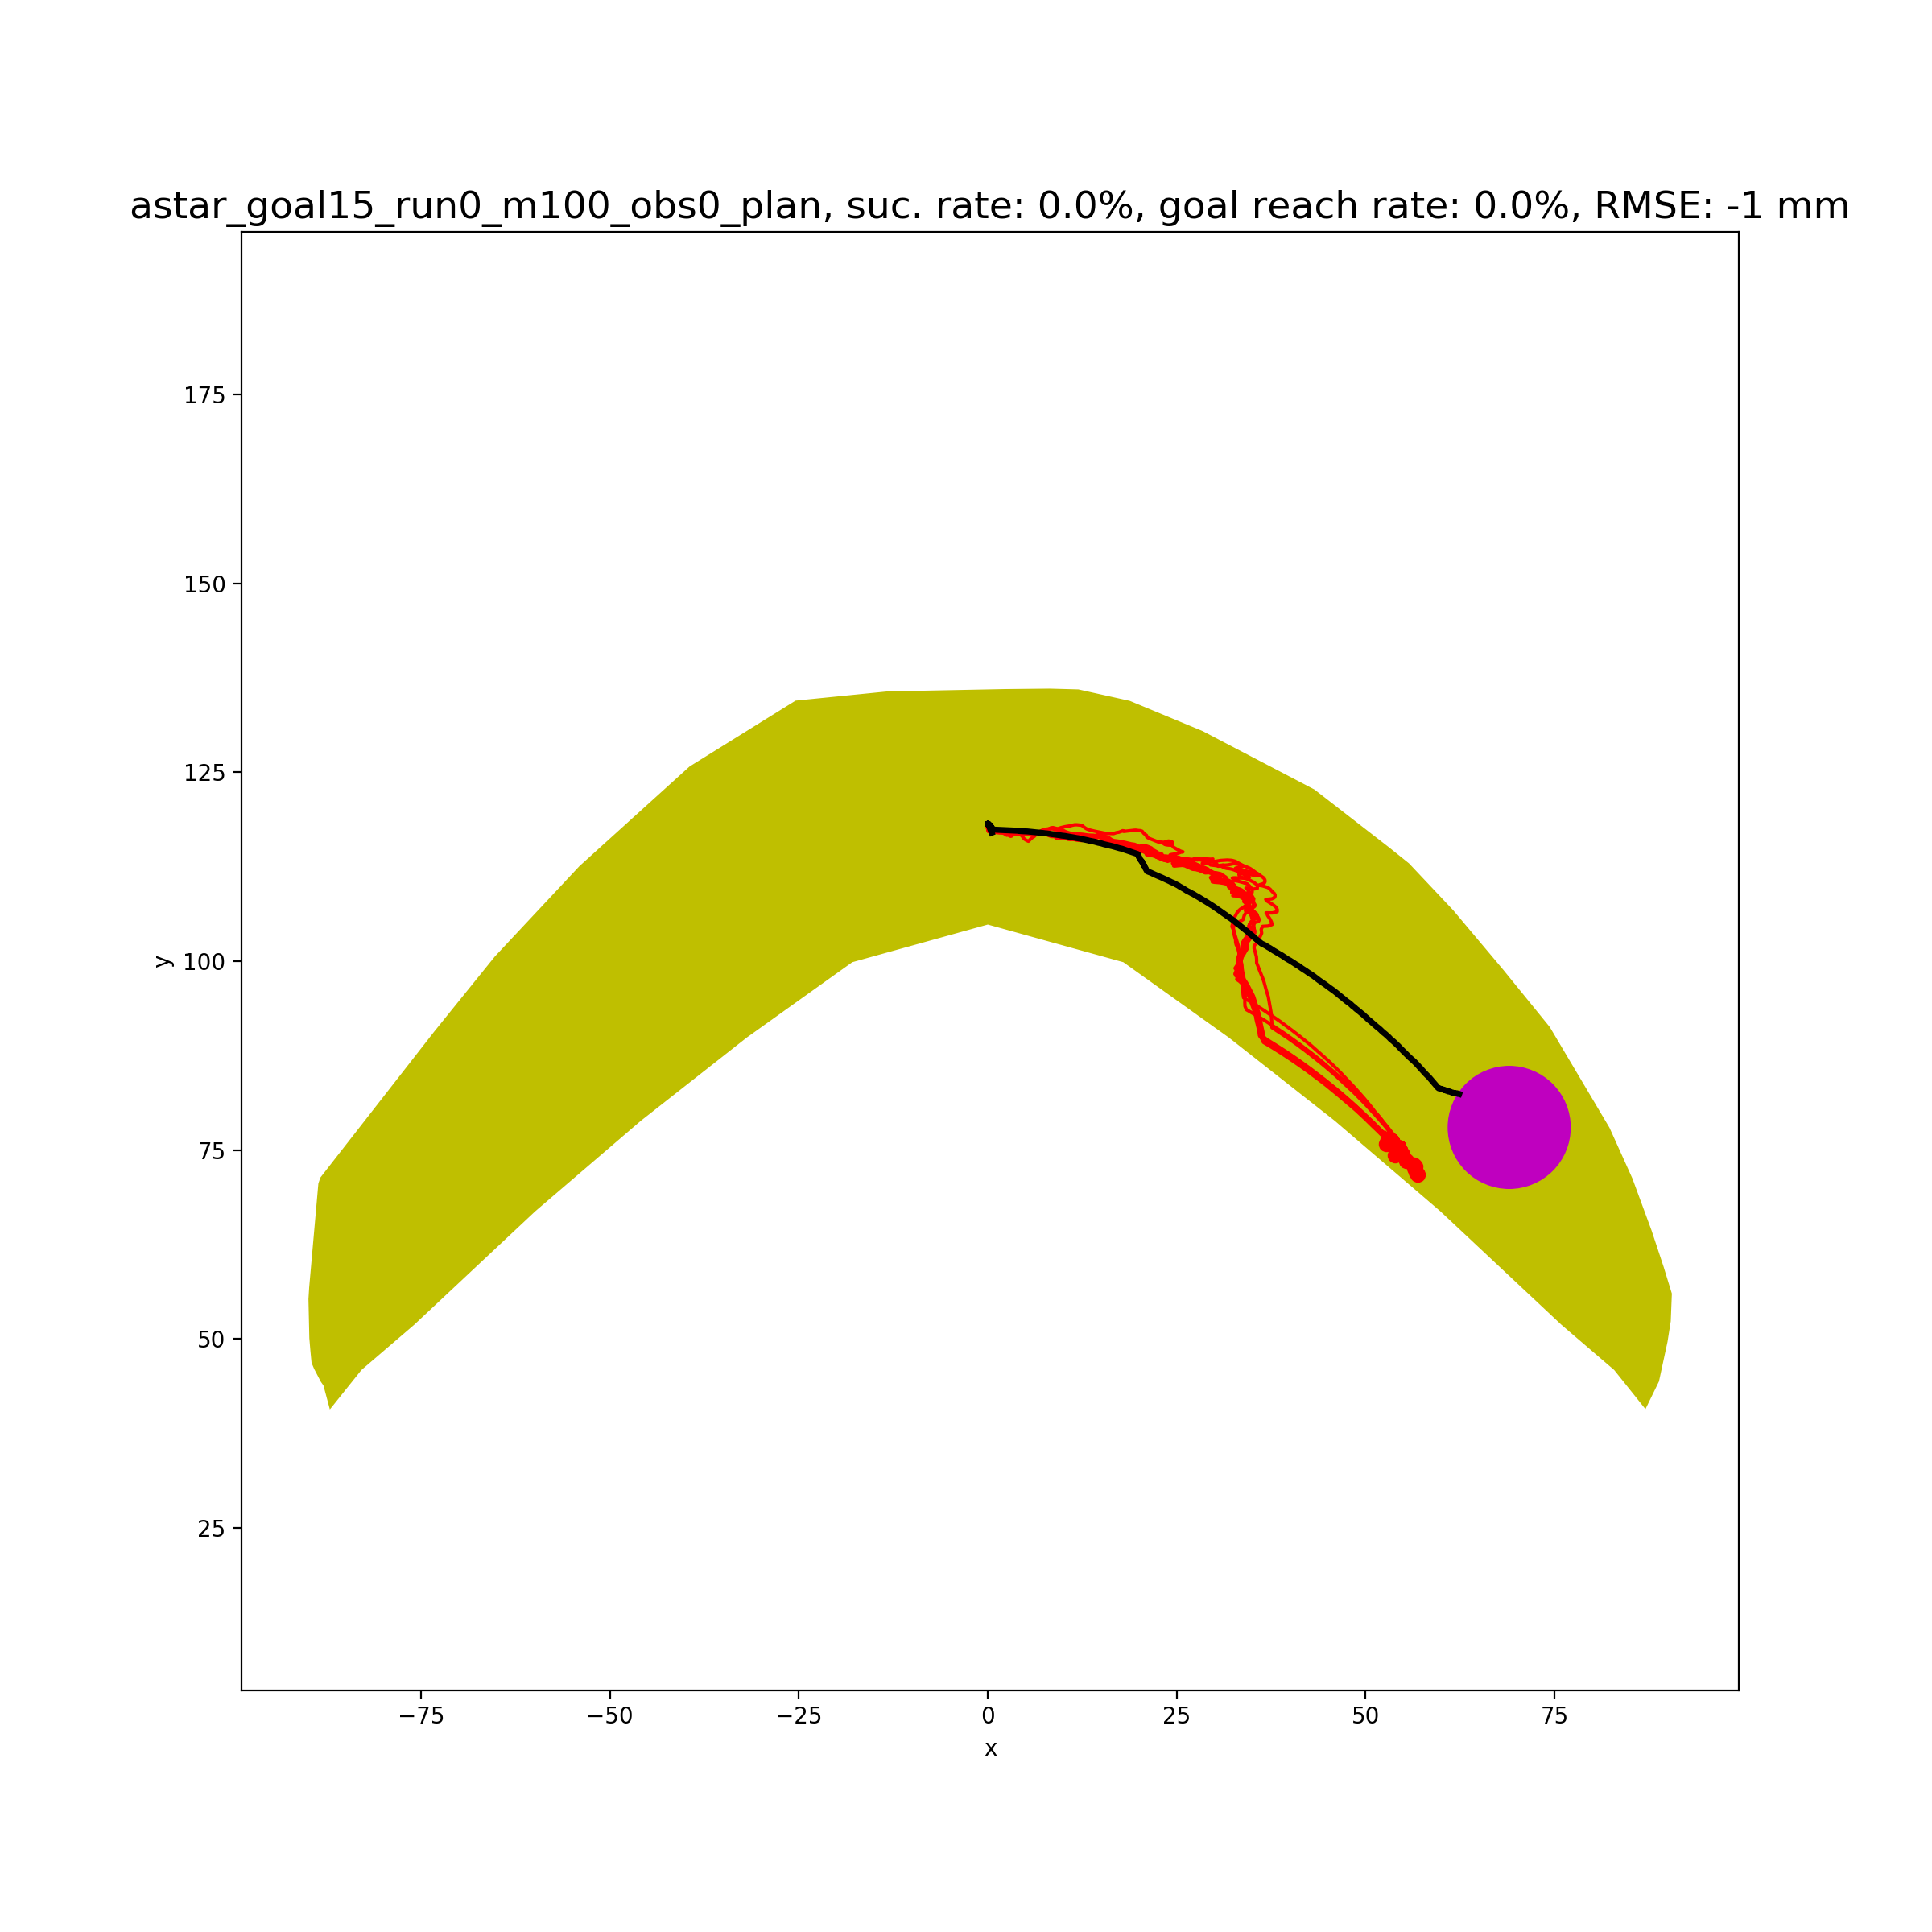 astar_goal15_run0_m100_obs0_plan, suc. rate: 0.0%, goal reach rate: 0.0%, RMSE: -1 mm
175
150
125
100
75
50
25
y
−75 −50 −25 0 25 50 75
x